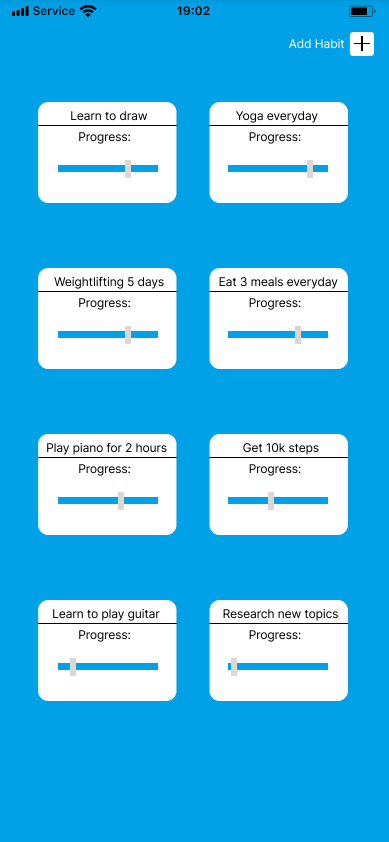 Service 19:02
Add Habit
Learn to draw
Progress:
Yoga everyday
Progress:
Weightlifting 5 days
Progress:
Eat 3 meals everyday
Progress:
Play piano for 2 hours
Progress:
Get 10k steps
Progress:
Learn to play guitar
Progress:
Research new topics
Progress: